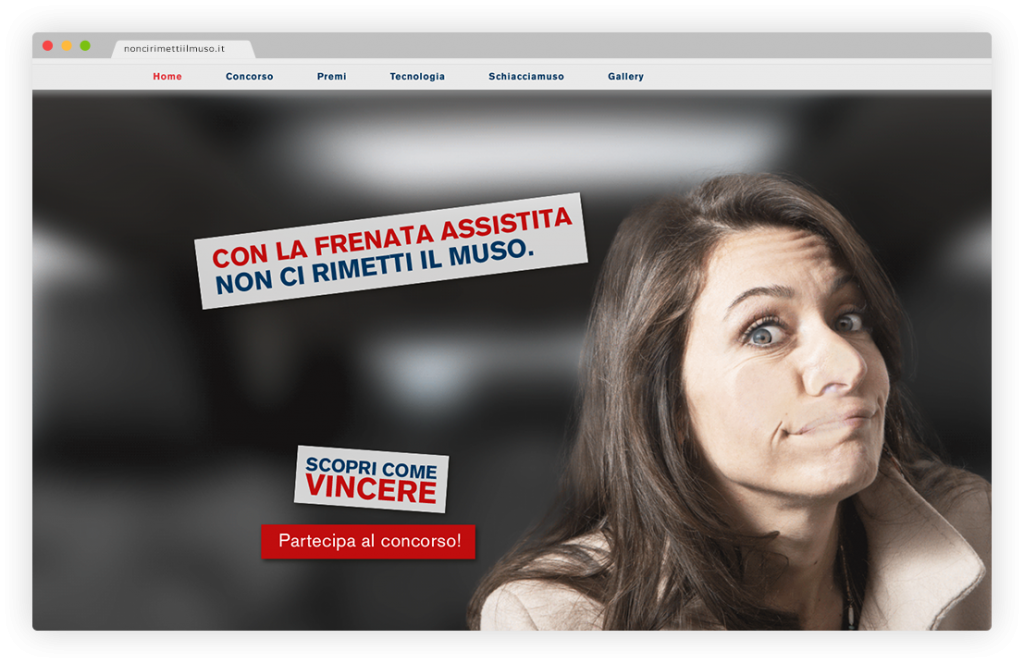 noncirimettiilmuso.it
Home Concorso Premi Tecnologia Schiacciamuso Gallery
CON LA FRENATA ASSISTITA
NON CI RIMETTI IL MUSO.
SCOPRI COME
VINCERE
Partecipa al concorso!